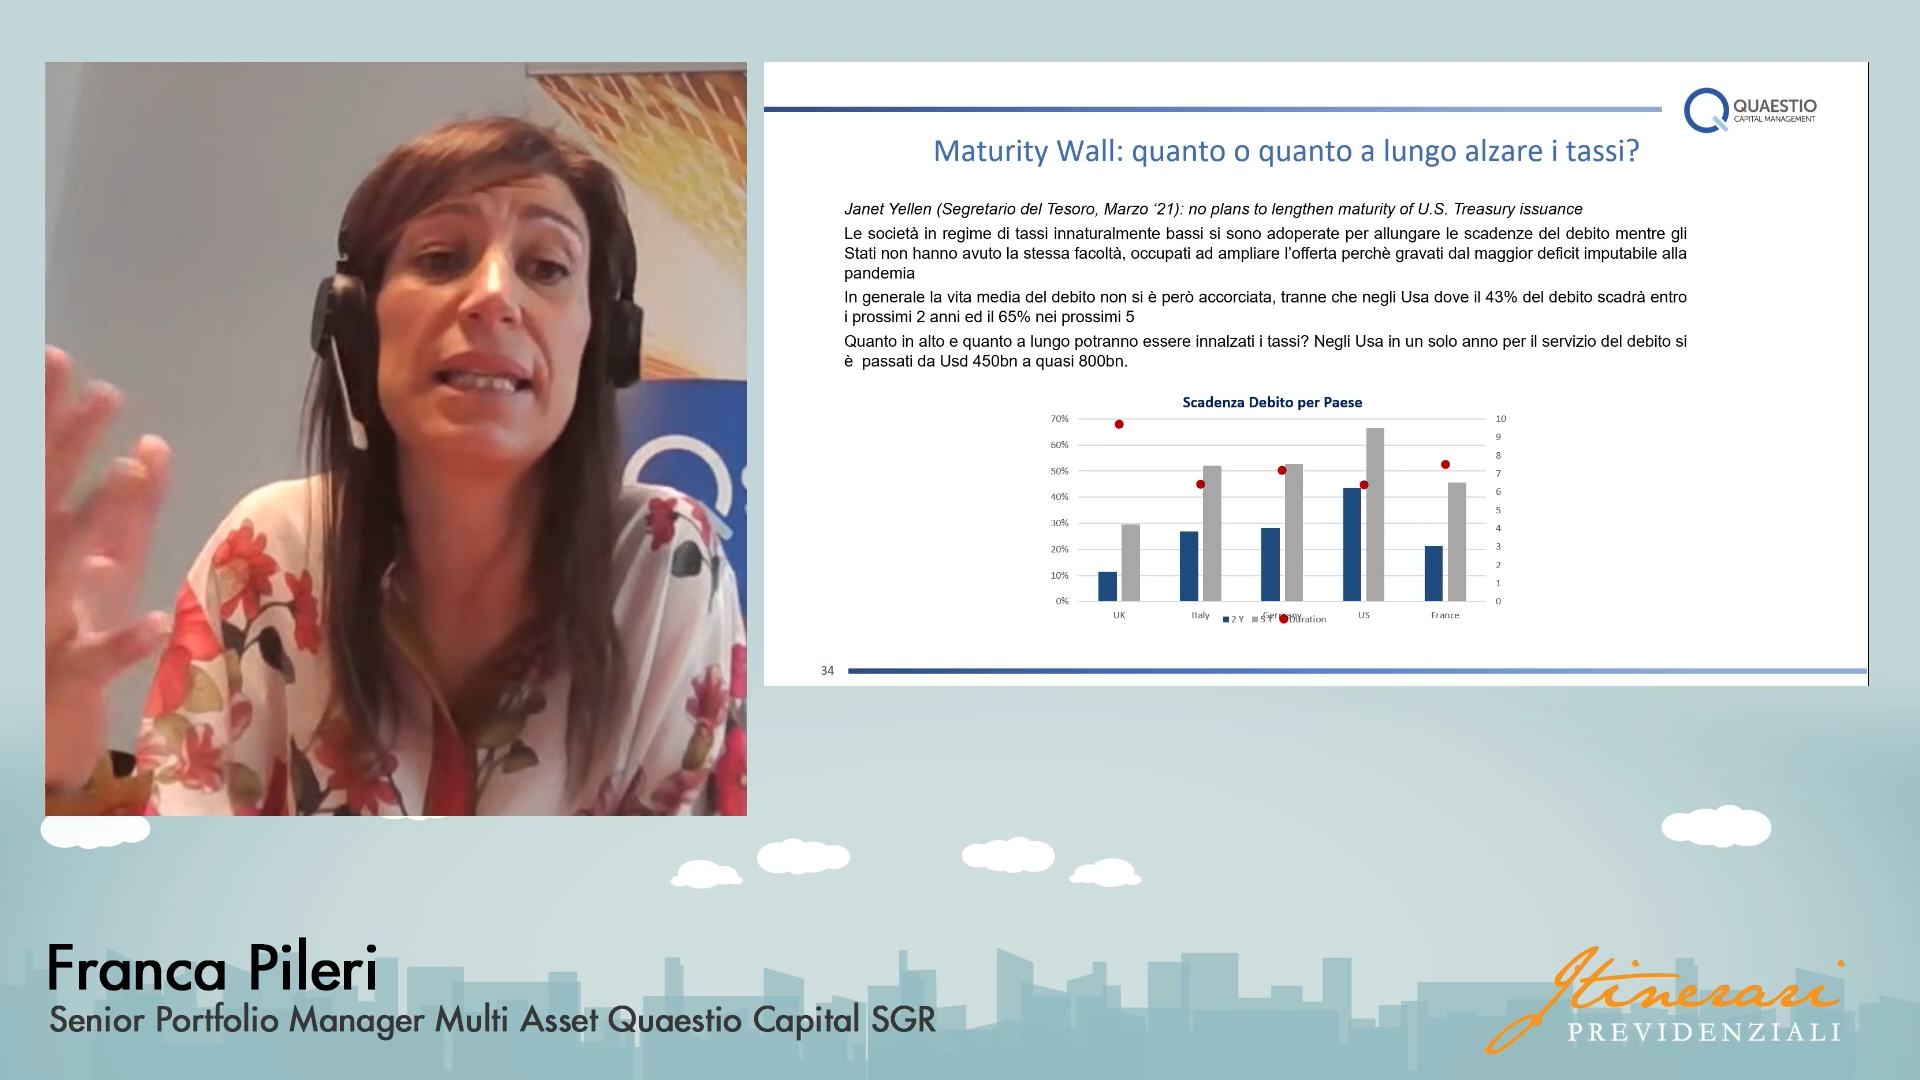 QUAESTIO
CAPITAL MANAGEMENT
Maturity Wall: quanto o quanto a lungo alzare i tassi?
Janet Yellen (Segretario del Tesoro, Marzo ‘21): no plans to lengthen maturity of U.S. Treasury issuance
Le società in regime di tassi innaturalmente bassi si sono adoperate per allungare le scadenze del debito mentre gli
Stati non hanno avuto la stessa facoltà, occupati ad ampliare l’offerta perchè gravati dal maggior deficit imputabile alla
pandemia
In generale la vita media del debito non si è però accorciata, tranne che negli Usa dove il 43% del debito scadrà entro
i prossimi 2 anni ed il 65% nei prossimi 5
Quanto in alto e quanto a lungo potranno essere innalzati i tassi? Negli Usa in un solo anno per il servizio del debito si
è passati da Usd 450bn a quasi 800bn.
Scadenza Debito per Paese
70% 10
9
60%
8
50% 7
40% 6
5
30% 4
20% 3
2
10% 1
0% 0
UK Italy Germany US France
2 Y 5 Y Duration
34
Franca Pileri
Senior Portfolio Manager Multi Asset Quaestio Capital SGR
Itinerari
PREVIDENZIALI